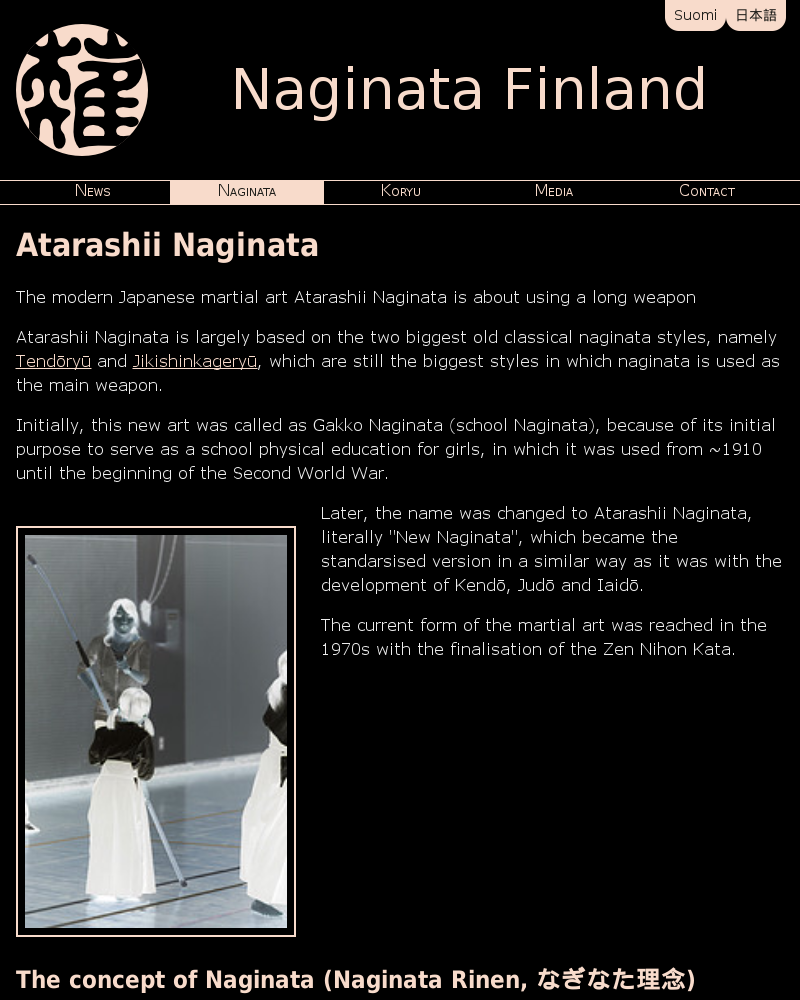 Suomi 日本語
Naginata Finland
News Naginata Koryu Media Contact
Atarashii Naginata
The modern Japanese martial art Atarashii Naginata is about using a long weapon
Atarashii Naginata is largely based on the two biggest old classical naginata styles, namely
Tendōryū and Jikishinkageryū, which are still the biggest styles in which naginata is used as
the main weapon.
Initially, this new art was called as Gakko Naginata (school Naginata), because of its initial
purpose to serve as a school physical education for girls, in which it was used from ~1910
until the beginning of the Second World War.
Later, the name was changed to Atarashii Naginata,
literally "New Naginata", which became the
standarsised version in a similar way as it was with the
development of Kendō, Judō and Iaidō.
The current form of the martial art was reached in the
1970s with the finalisation of the Zen Nihon Kata.
The concept of Naginata (Naginata Rinen, なぎなた理念)